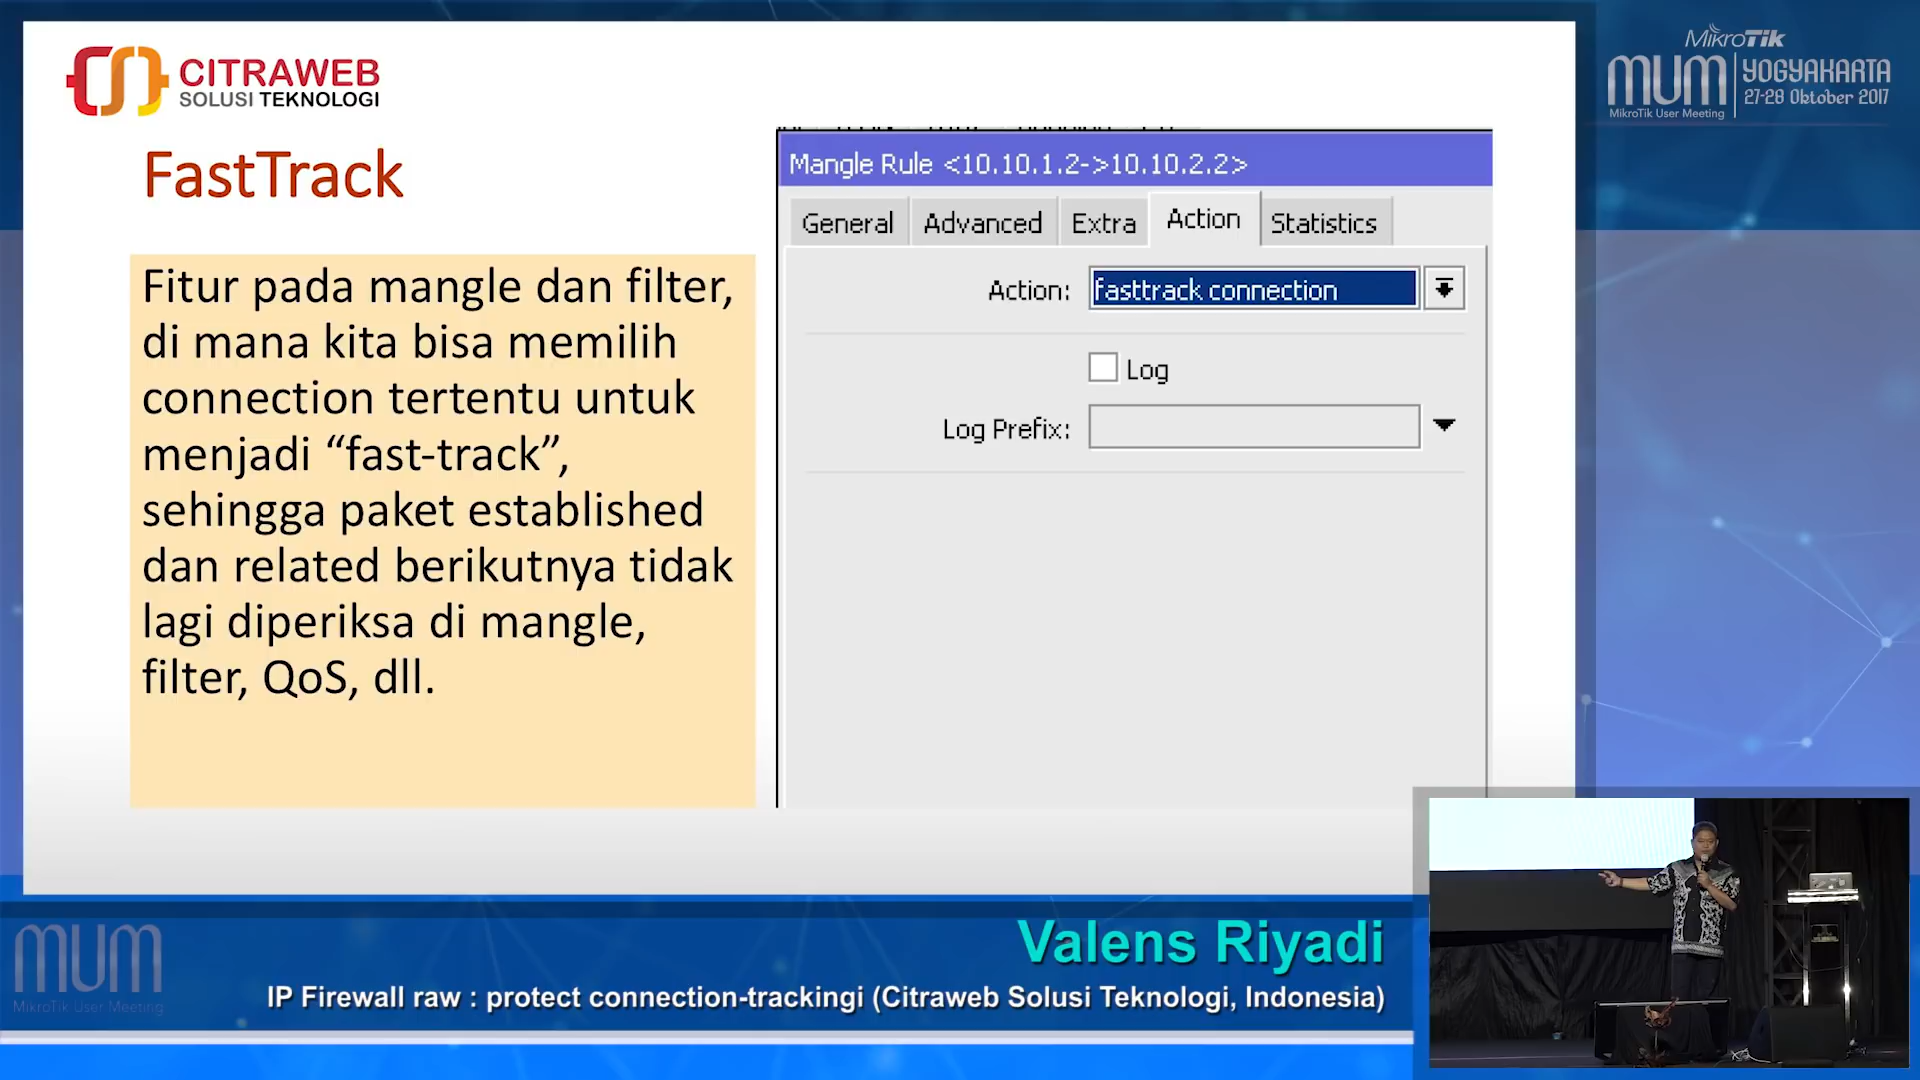 CITRAWEB
SOLUSI TEKNOLOGI
MikroTik
MUM
MikroTik User Meeting
YOGYAKARTA
27-28 Oktober 2017
FastTrack
Fitur pada mangle dan filter,
di mana kita bisa memilih
connection tertentu untuk
menjadi “fast-track”,
sehingga paket established
dan related berikutnya tidak
lagi diperiksa di mangle,
filter, QoS, dll.
Mangle Rule <10.10.1.2->10.10.2.2>
General Advanced Extra Action Statistics
Action: fasttrack connection
Log
Log Prefix:
MUM
MikroTik User Meeting
Valens Riyadi
IP Firewall raw : protect connection-trackingi (Citraweb Solusi Teknologi, Indonesia)